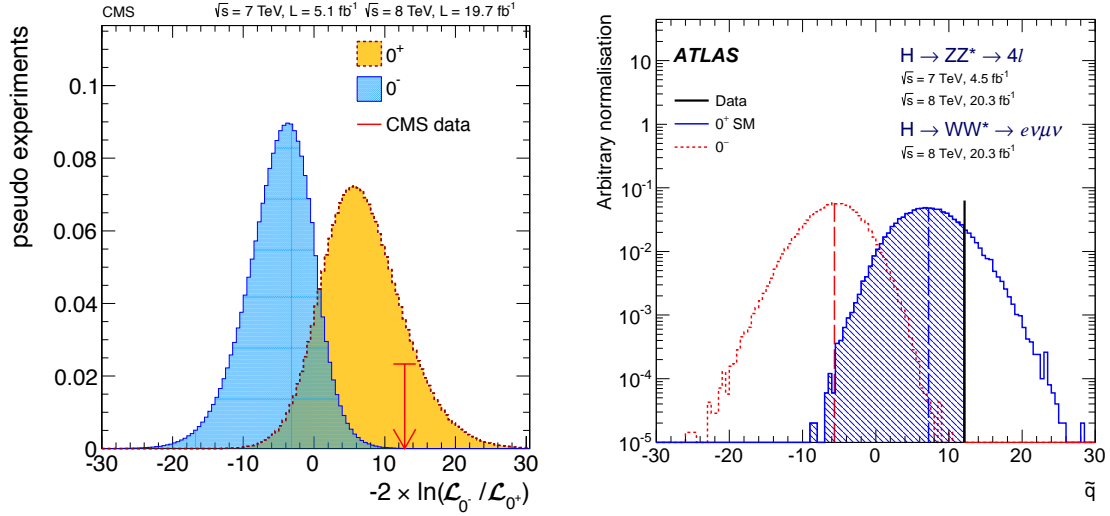 CMS √s = 7 TeV, L = 5.1 fb⁻¹ √s = 8 TeV, L = 19.7 fb⁻¹
0⁺
0⁻
CMS data
pseudo experiments
0.1
0.08
0.06
0.04
0.02
0
-30 -20 -10 0 10 20 30
-2 × ln(ℒ₀₋ / ℒ₀₊)
ATLAS
H → ZZ* → 4l
√s = 7 TeV, 4.5 fb⁻¹
√s = 8 TeV, 20.3 fb⁻¹
H → WW* → eνμν
√s = 8 TeV, 20.3 fb⁻¹
Data
0⁺ SM
0⁻
Arbitrary normalisation
10³
10²
10
1
10⁻¹
10⁻²
10⁻³
10⁻⁴
10⁻⁵
-30 -20 -10 0 10 20 30
q̃